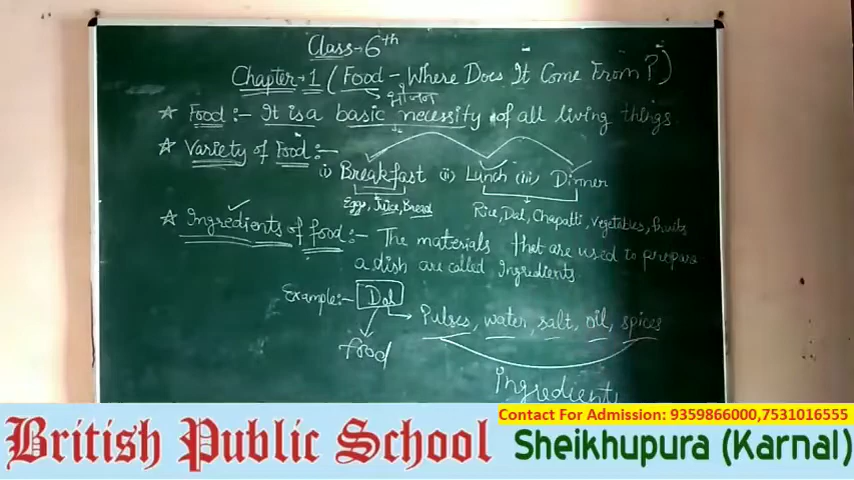 Class-6th
Chapter-1 (Food - Where Does It Come From?)
भोजन
☆ Food :- It is a basic necessity of all living things.
☆ Variety of Food :-
(i) Breakfast (ii) Lunch (iii) Dinner
Eggs, Juice, Bread Rice, Dal, Chapatti, Vegetables, fruits
☆ Ingredients of food :- The materials that are used to prepare
a dish are called Ingredients.
Example:- Dal Pulses, water, salt, oil, spices
food
Ingredients
Contact For Admission: 9359866000,7531016555
British Public School Sheikhupura (Karnal)